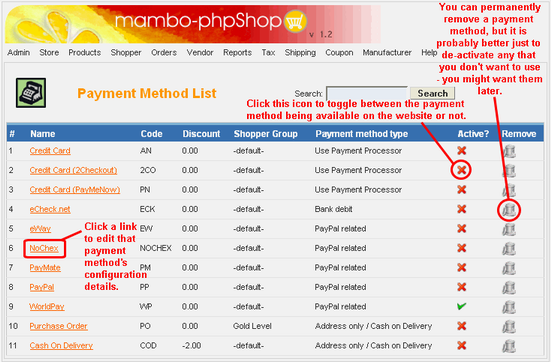 mambo-phpShop
v 1.2
You can permanently
remove a payment
method, but it is
probably better just to
de-activate any that
you don't want to use
- you might want them
later.
Admin Store Products Shopper Orders Vendor Reports Tax Shipping Coupon Manufacturer Help
Payment Method List
Search: Search
Click this icon to toggle between the payment
method being available on the website or not.
# Name Code Discount Shopper Group Payment method type Active? Remove
1 Credit Card AN 0.00 -default- Use Payment Processor
2 Credit Card (2Checkout) 2CO 0.00 -default- Use Payment Processor
3 Credit Card (PayMeNow) PN 0.00 -default- Use Payment Processor
4 eCheck.net ECK 0.00 -default- Bank debit
5 eWay EW 0.00 -default- PayPal related
6 NoChex NOCHEX 0.00 -default- PayPal related
7 PayMate PM 0.00 -default- PayPal related
8 PayPal PP 0.00 -default- PayPal related
9 WorldPay WP 0.00 -default- PayPal related
10 Purchase Order PO 0.00 Gold Level Address only / Cash on Delivery
11 Cash On Delivery COD -2.00 -default- Address only / Cash on Delivery
Click a link
to edit that
payment
method's
configuration
details.